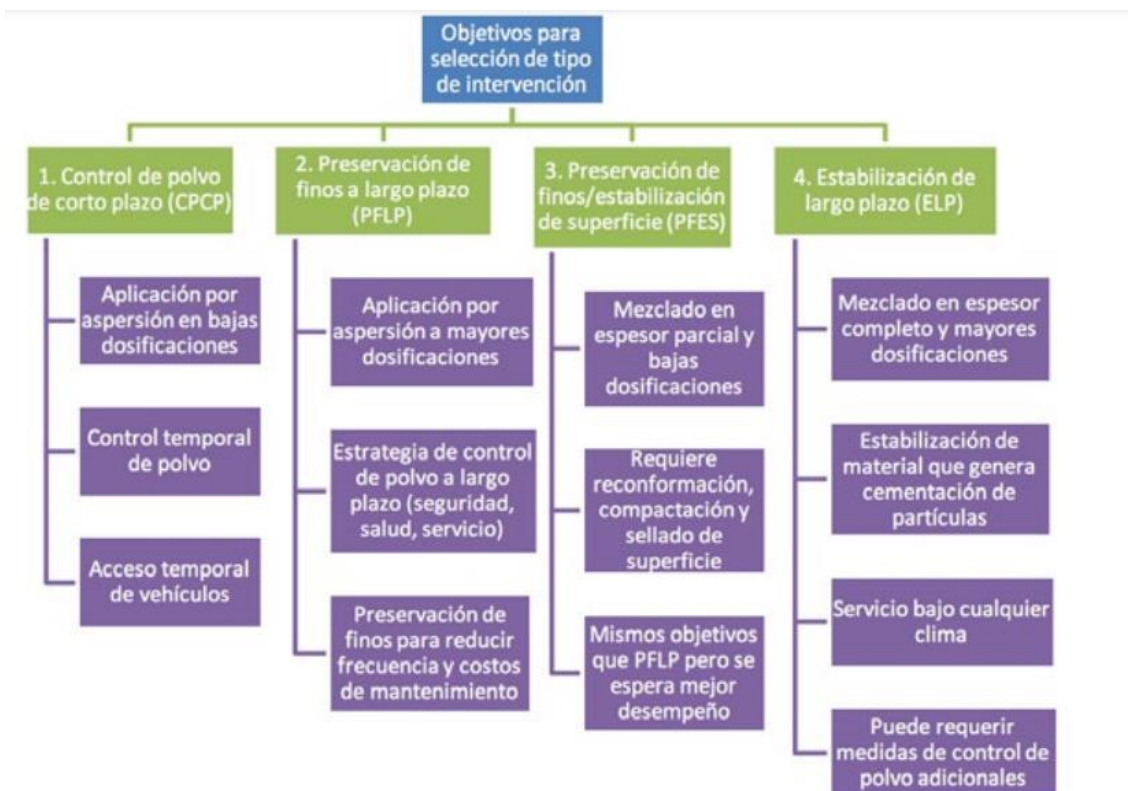 Objetivos para
selección de tipo
de intervención
1. Control de polvo
de corto plazo (CPCP)
Aplicación por
aspersión en bajas
dosificaciones
Control temporal
de polvo
Acceso temporal
de vehículos
2. Preservación de
finos a largo plazo
(PFLP)
Aplicación por
aspersión a mayores
dosificaciones
Estrategia de control
de polvo a largo
plazo (seguridad,
salud, servicio)
Preservación de
finos para reducir
frecuencia y costos
de mantenimiento
3. Preservación de
finos/estabilización
de superficie (PFES)
Mezclado en
espesor parcial y
bajas
dosificaciones
Requiere
reconformación,
compactación y
sellado de
superficie
Mismos objetivos
que PFLP pero se
espera mejor
desempeño
4. Estabilización de
largo plazo (ELP)
Mezclado en espesor
completo y mayores
dosificaciones
Estabilización de
material que genera
cementación de
partículas
Servicio bajo cualquier
clima
Puede requerir
medidas de control de
polvo adicionales